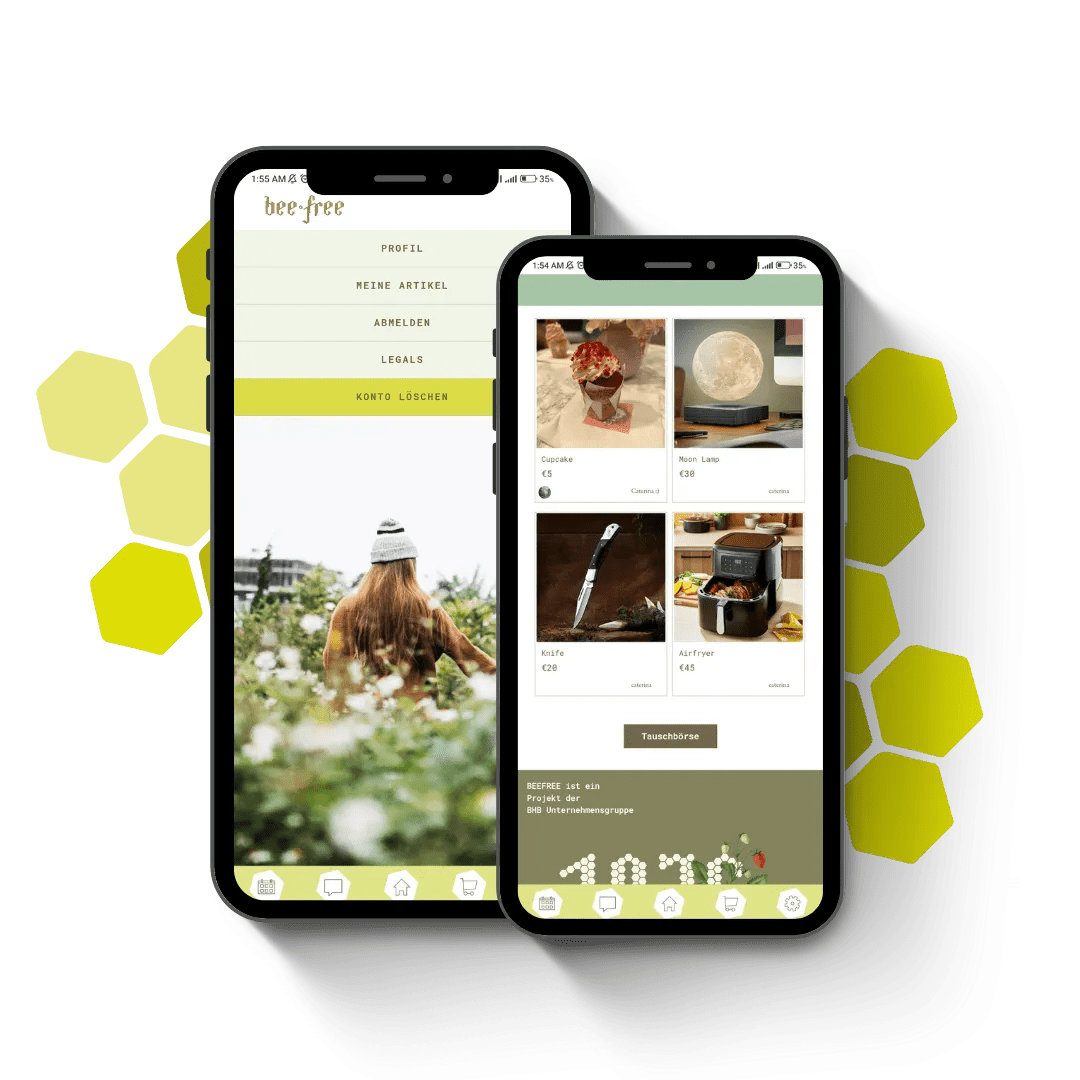 1:55 AM
35%
bee-free
PROFIL
MEINE ARTIKEL
ABMELDEN
LEGALS
KONTO LÖSCHEN
1:54 AM
35%
Cupcake
€5
Caterina :)
Moon Lamp
€30
caterina
Knife
€20
caterina
Airfryer
€45
caterina
Tauschbörse
BEEFREE ist ein
Projekt der
BHB Unternehmensgruppe